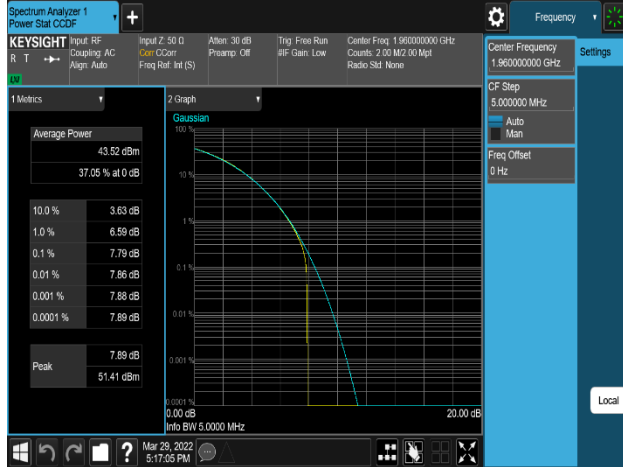 Spectrum Analyzer 1
Power Stat CCDF
Frequency
KEYSIGHT
R T
Input: RF
Coupling: AC
Align: Auto
Input Z: 50 Ω
Corr CCorr
Freq Ref: Int (S)
Atten: 30 dB
Preamp: Off
Trig: Free Run
#IF Gain: Low
Center Freq: 1.960000000 GHz
Counts: 2.00 M/2.00 Mpt
Radio Std: None
Center Frequency
1.960000000 GHz
Settings
CF Step
5.000000 MHz
Auto
Man
Freq Offset
0 Hz
1 Metrics
Average Power
43.52 dBm
37.05 % at 0 dB
10.0 % 3.63 dB
1.0 % 6.59 dB
0.1 % 7.79 dB
0.01 % 7.86 dB
0.001 % 7.88 dB
0.0001 % 7.89 dB
Peak
7.89 dB
51.41 dBm
2 Graph
Gaussian
100 %
10 %
1 %
0.1 %
0.01 %
0.001 %
0.0001 %
0.00 dB 20.00 dB
Info BW 5.0000 MHz
Local
?
Mar 29, 2022
5:17:05 PM